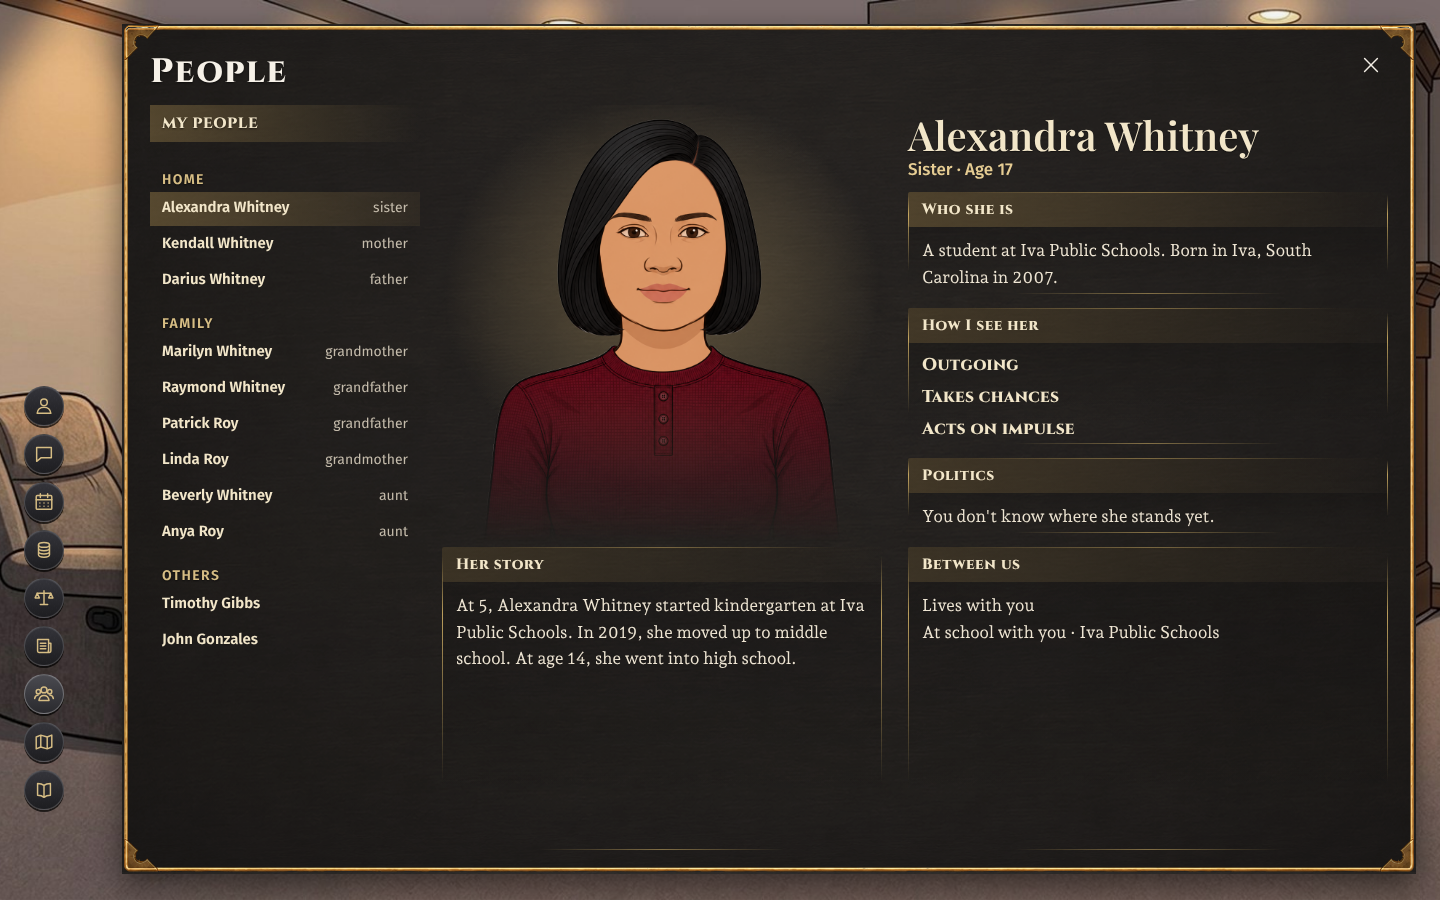 People
My People
HOME
Alexandra Whitney sister
Kendall Whitney mother
Darius Whitney father
FAMILY
Marilyn Whitney grandmother
Raymond Whitney grandfather
Patrick Roy grandfather
Linda Roy grandmother
Beverly Whitney aunt
Anya Roy aunt
OTHERS
Timothy Gibbs
John Gonzales
Her story
At 5, Alexandra Whitney started kindergarten at Iva
Public Schools. In 2019, she moved up to middle
school. At age 14, she went into high school.
Alexandra Whitney
Sister · Age 17
Who she is
A student at Iva Public Schools. Born in Iva, South
Carolina in 2007.
How I see her
Outgoing
Takes chances
Acts on impulse
Politics
You don't know where she stands yet.
Between us
Lives with you
At school with you · Iva Public Schools